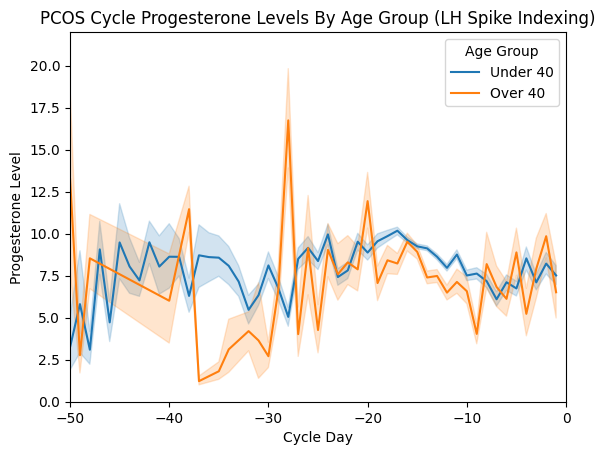 PCOS Cycle Progesterone Levels By Age Group (LH Spike Indexing)
Age Group
Under 40
Over 40
Progesterone Level
20.0
17.5
15.0
12.5
10.0
7.5
5.0
2.5
0.0
−50
−40
−30
−20
−10
0
Cycle Day